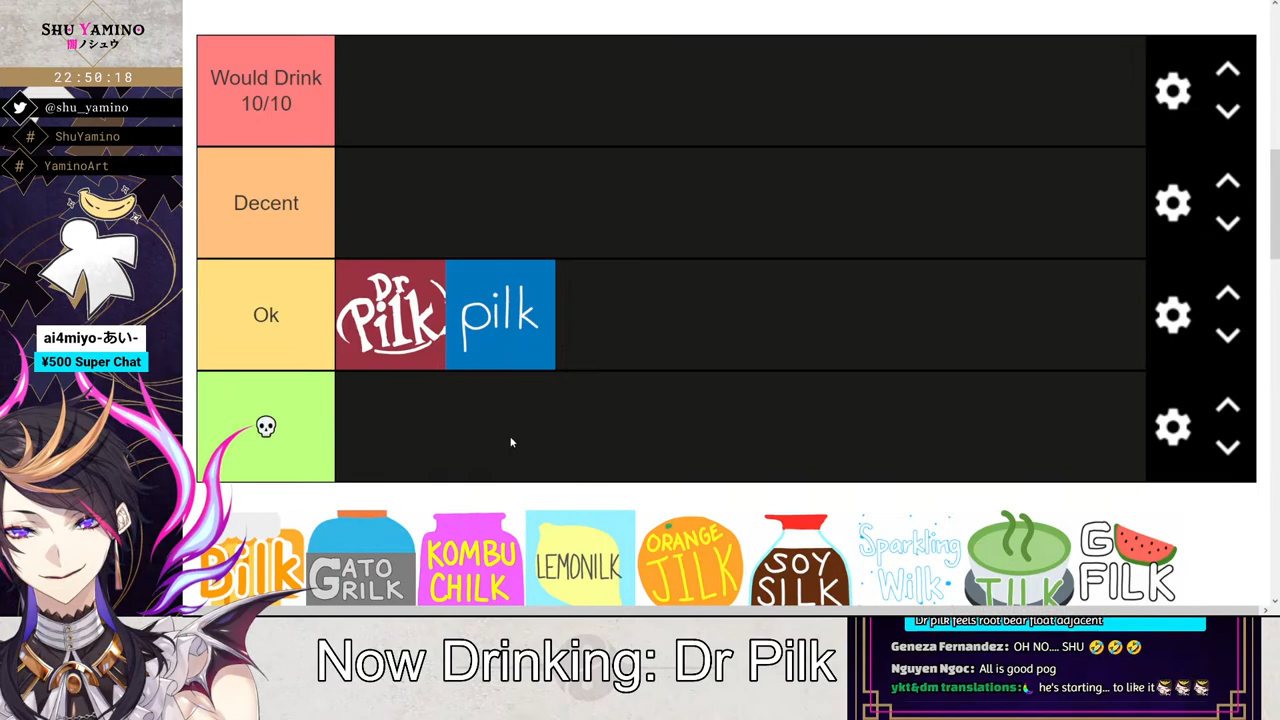 SHU YAMINO
闇ノシュウ
22:50:18
@shu_yamino
# ShuYamino
# YaminoArt
ai4miyo-あい-
¥500 Super Chat
Would Drink
10/10
Decent
Ok
Dr
Pilk
pilk
Bilk
GATO
GRILK
KOMBU
CHILK
LEMONILK
ORANGE
JILK
SOY
SILK
Sparkling
Wilk
TILK
G
FILK
Now Drinking: Dr Pilk
Dr pilk feels root bear float adjacent
Geneza Fernandez: OH NO.... SHU 🤣🤣🤣
Nguyen Ngoc: All is good pog
ykt&dm translations: he's starting... to like it